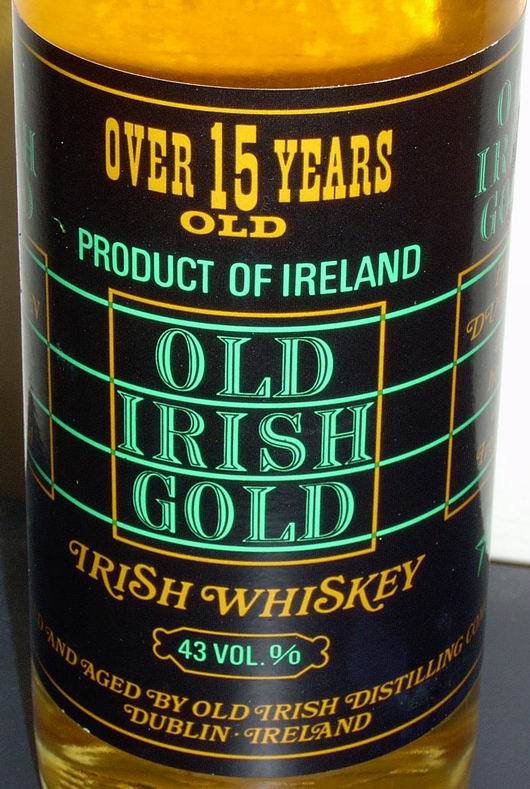 OVER 15 YEARS
OLD
PRODUCT OF IRELAND
OLD
IRISH
GOLD
IRISH WHISKEY
43 VOL.%
AND AGED BY OLD IRISH DISTILLING
DUBLIN · IRELAND